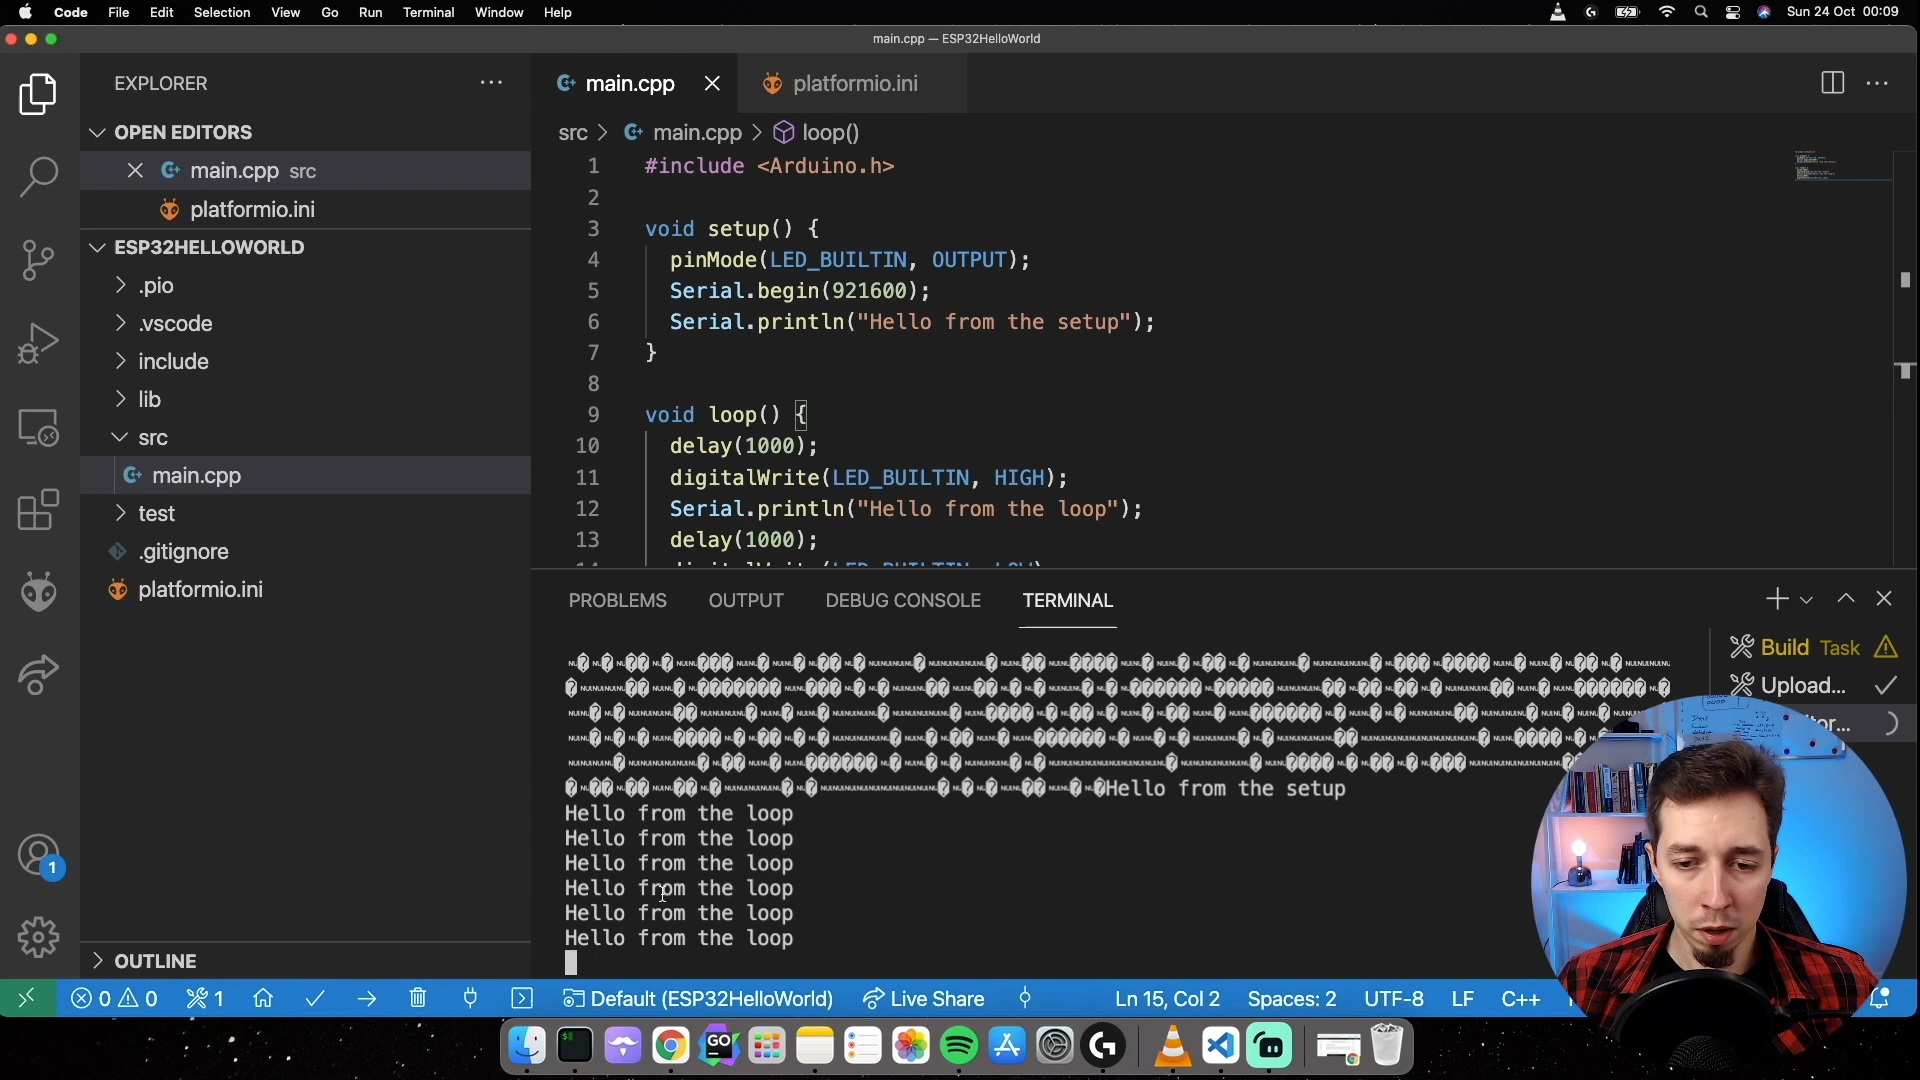 Code File Edit Selection View Go Run Terminal Window Help
Sun 24 Oct 00:09
main.cpp — ESP32HelloWorld
EXPLORER
OPEN EDITORS
main.cpp src
platformio.ini
ESP32HELLOWORLD
.pio
.vscode
include
lib
src
main.cpp
test
.gitignore
platformio.ini
OUTLINE
main.cpp
platformio.ini
src > main.cpp > loop()
1 #include <Arduino.h>
2
3 void setup() {
4 pinMode(LED_BUILTIN, OUTPUT);
5 Serial.begin(921600);
6 Serial.println("Hello from the setup");
7 }
8
9 void loop() {
10 delay(1000);
11 digitalWrite(LED_BUILTIN, HIGH);
12 Serial.println("Hello from the loop");
13 delay(1000);
PROBLEMS OUTPUT DEBUG CONSOLE TERMINAL
Hello from the setup
Hello from the loop
Hello from the loop
Hello from the loop
Hello from the loop
Hello from the loop
Hello from the loop
Build Task
Upload...
1
0 0 1 Default (ESP32HelloWorld) Live Share Ln 15, Col 2 Spaces: 2 UTF-8 LF C++
GO